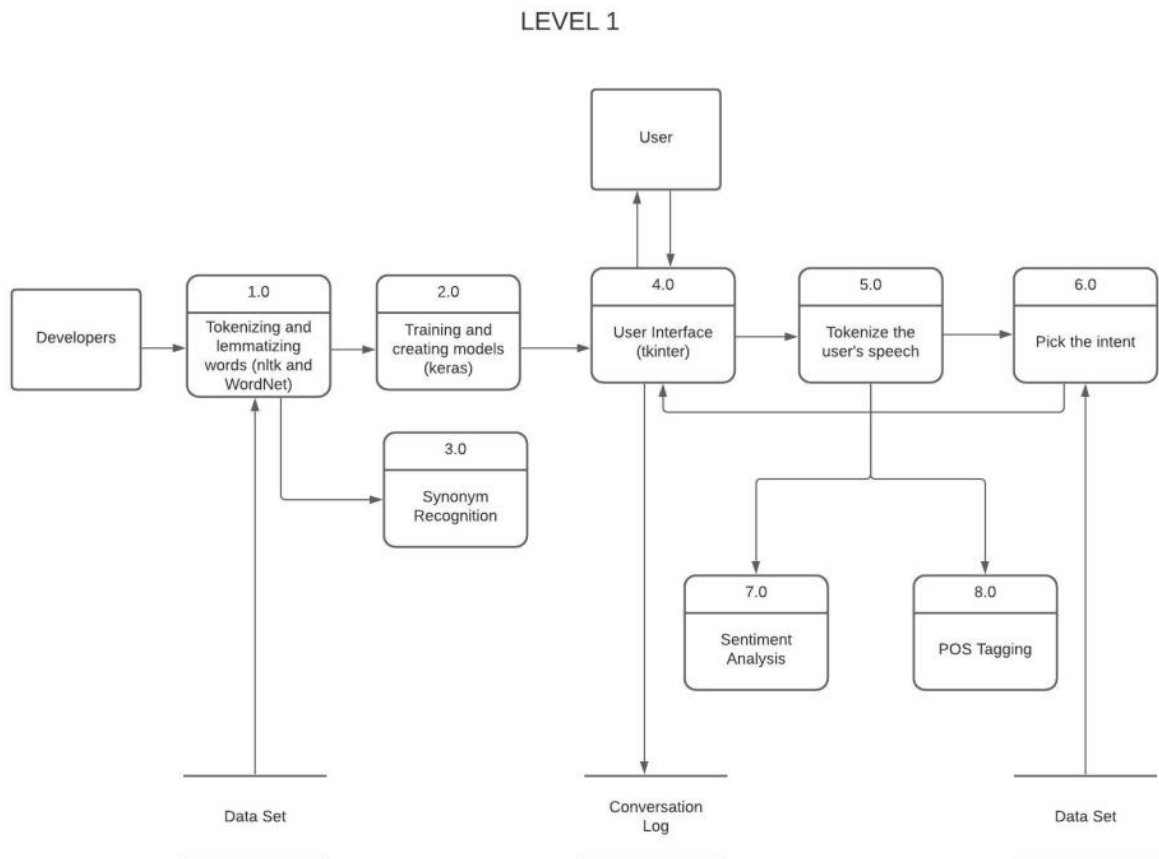 LEVEL 1
User
Developers
1.0
Tokenizing and
lemmatizing
words (nltk and
WordNet)
2.0
Training and
creating models
(keras)
3.0
Synonym
Recognition
4.0
User Interface
(tkinter)
5.0
Tokenize the
user's speech
6.0
Pick the intent
7.0
Sentiment
Analysis
8.0
POS Tagging
Data Set
Conversation
Log
Data Set